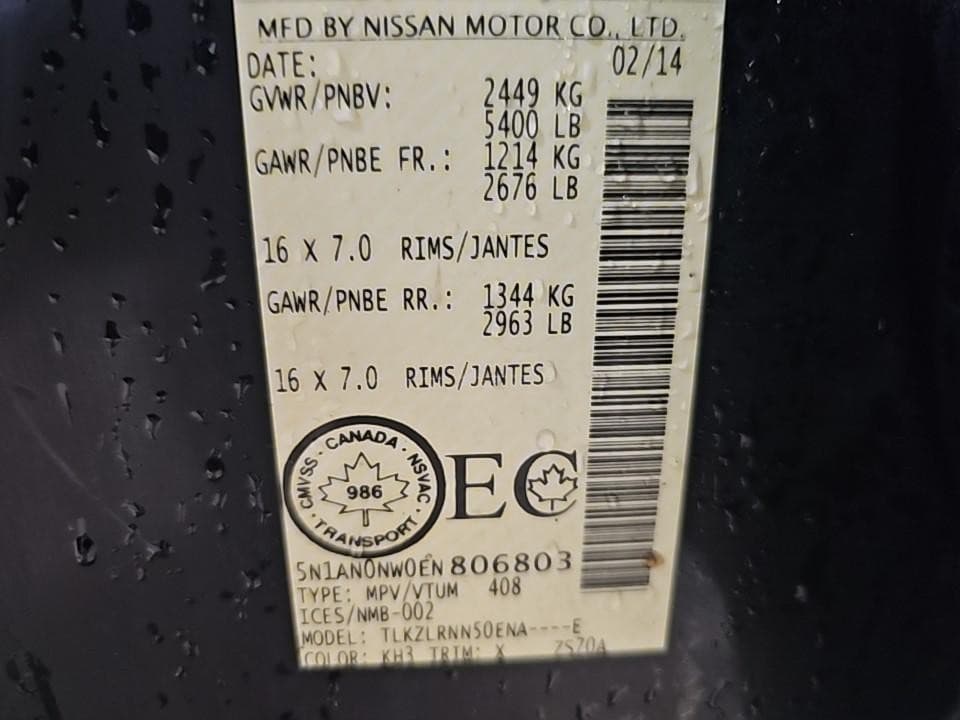 MFD BY NISSAN MOTOR CO., LTD.
DATE: 02/14
GVWR/PNBV: 2449 KG
5400 LB
GAWR/PNBE FR.: 1214 KG
2676 LB
16 X 7.0 RIMS/JANTES
GAWR/PNBE RR.: 1344 KG
2963 LB
16 X 7.0 RIMS/JANTES
CANADA · NSVAC · TRANSPORT · CMVSS ·
986
EC
5N1AN0NW0EN806803
TYPE: MPV/VTUM 408
ICES/NMB-002
MODEL: TLKZLRNN50ENA----E
COLOR: KH3 TRIM: X ZS70A